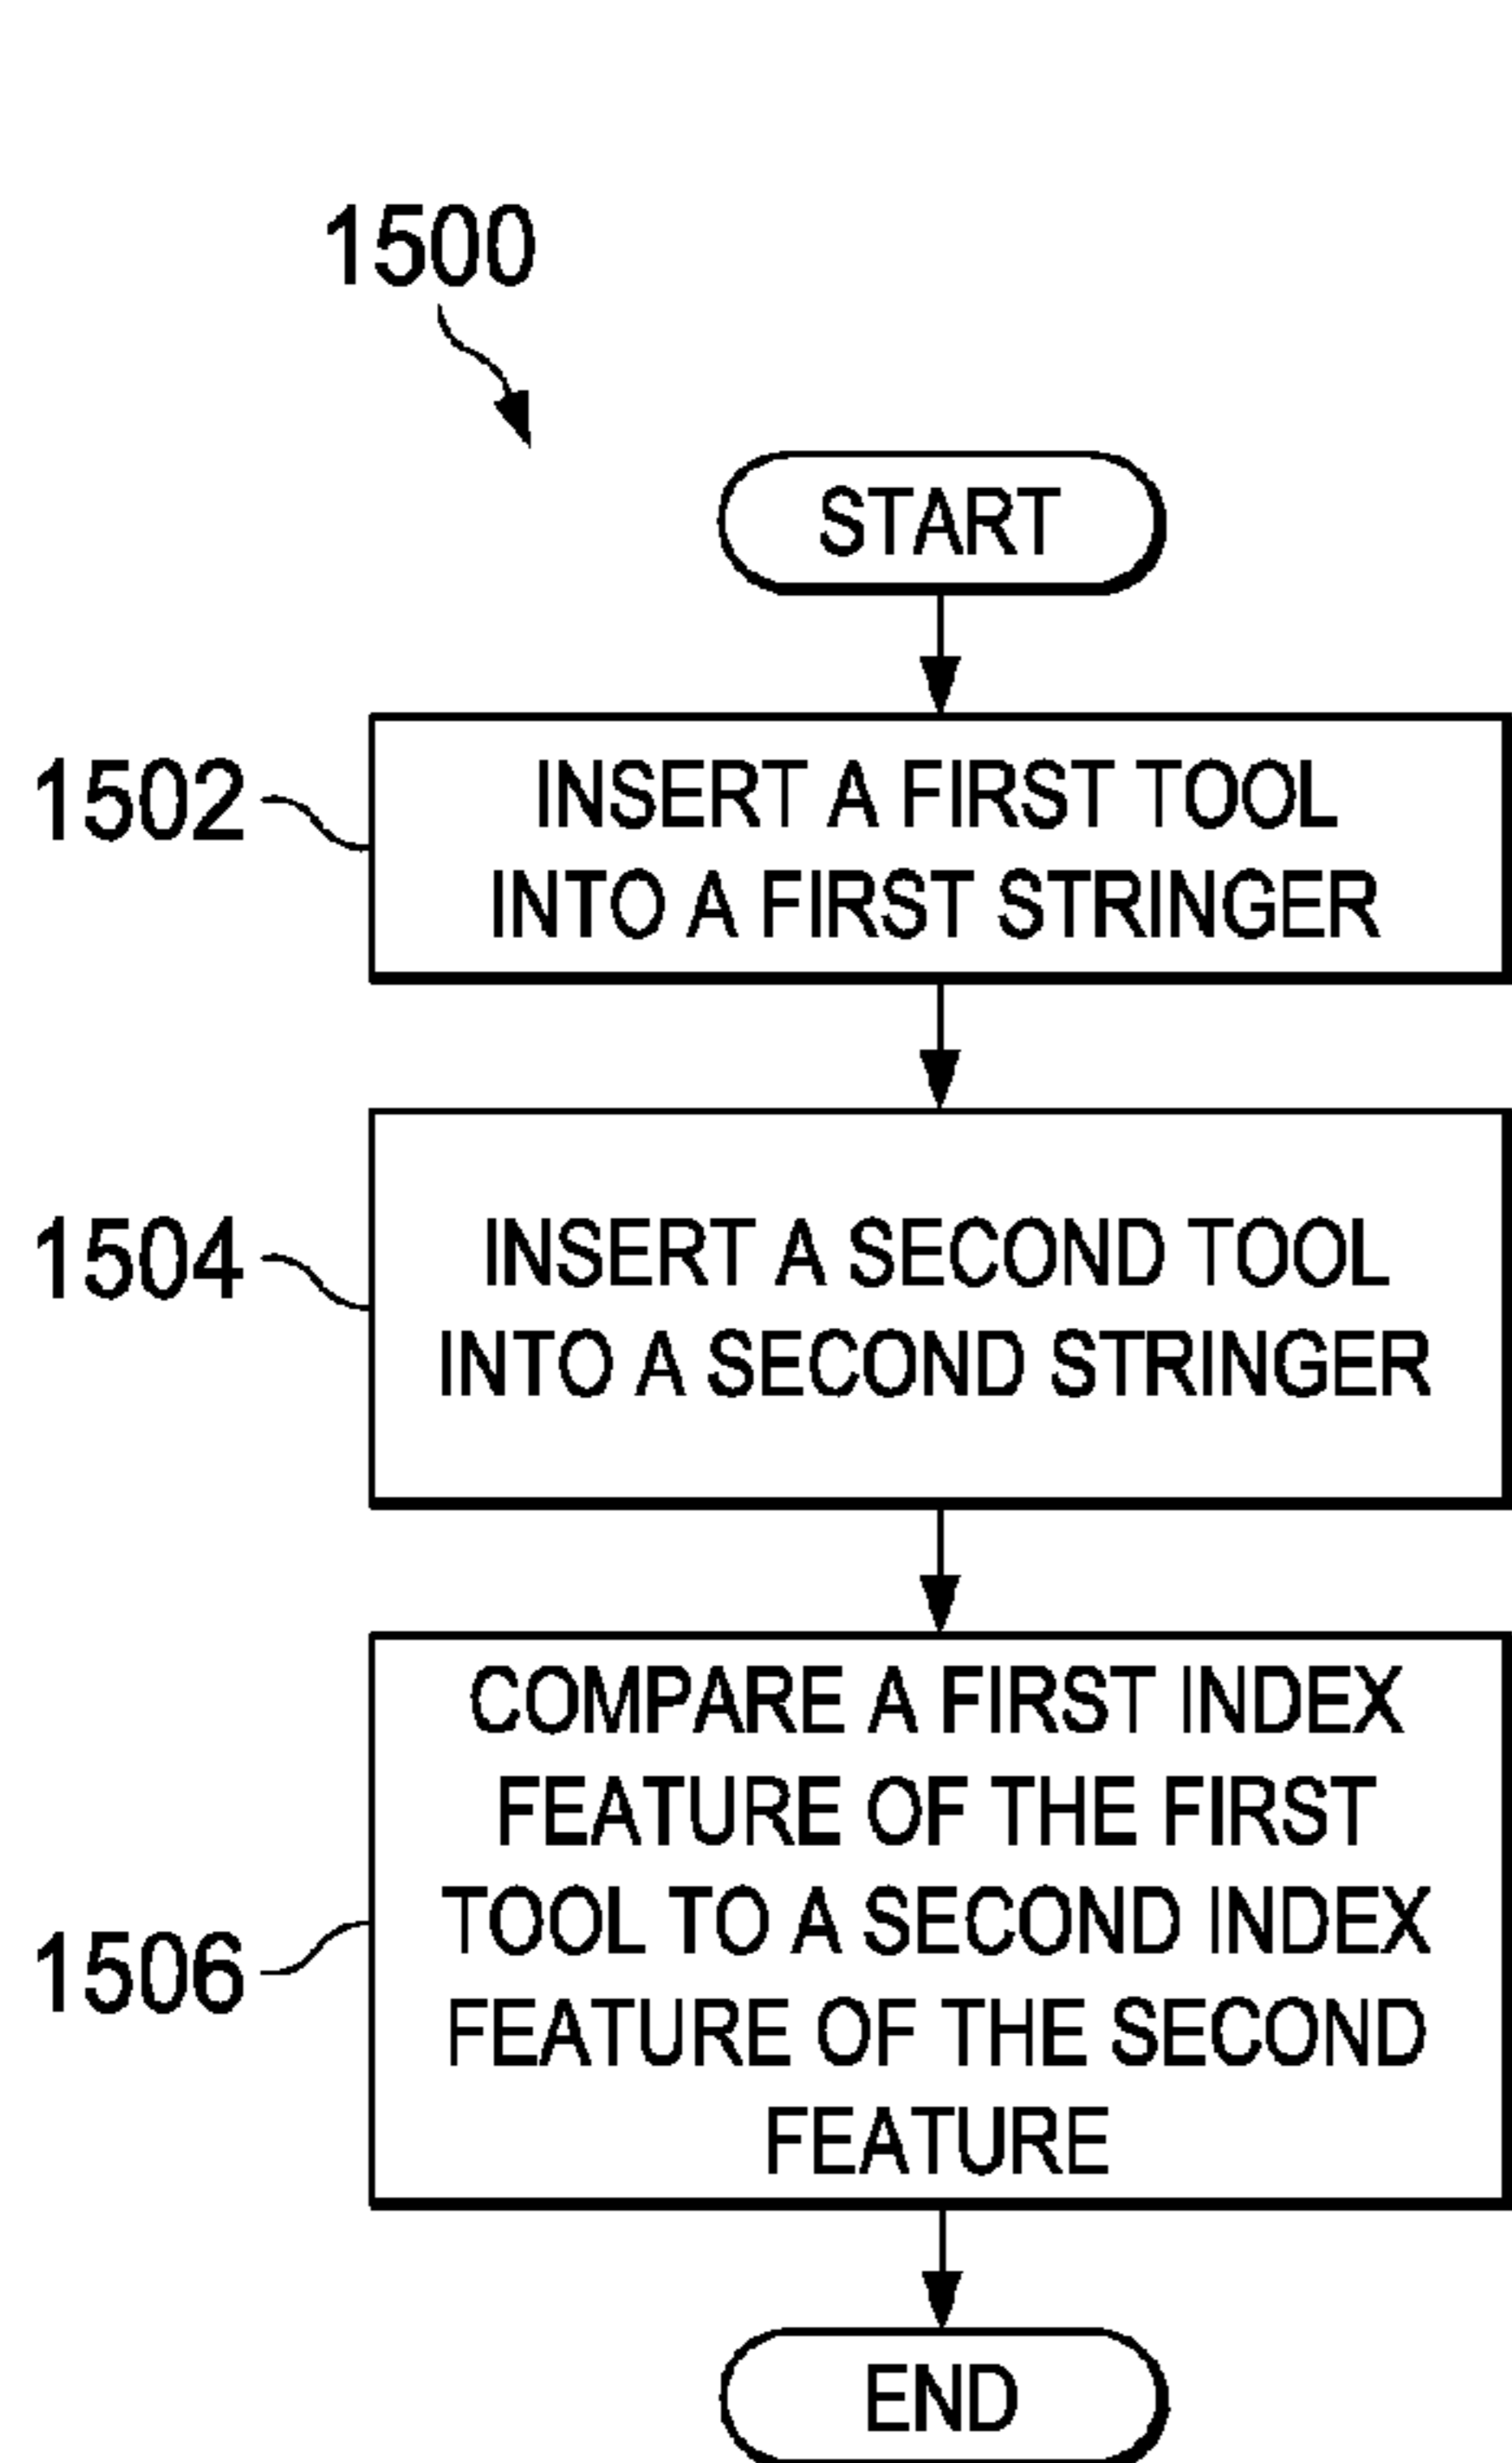 1500
START
1502
INSERT A FIRST TOOL
INTO A FIRST STRINGER
1504
INSERT A SECOND TOOL
INTO A SECOND STRINGER
1506
COMPARE A FIRST INDEX
FEATURE OF THE FIRST
TOOL TO A SECOND INDEX
FEATURE OF THE SECOND
FEATURE
END